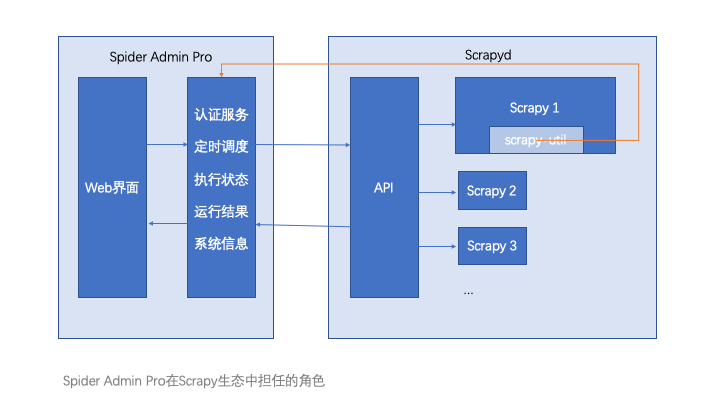 Spider Admin Pro
Scrapyd
Web界面
认证服务
定时调度
执行状态
运行结果
系统信息
API
Scrapy 1
scrapy-util
Scrapy 2
Scrapy 3
...
Spider Admin Pro在Scrapy生态中担任的角色